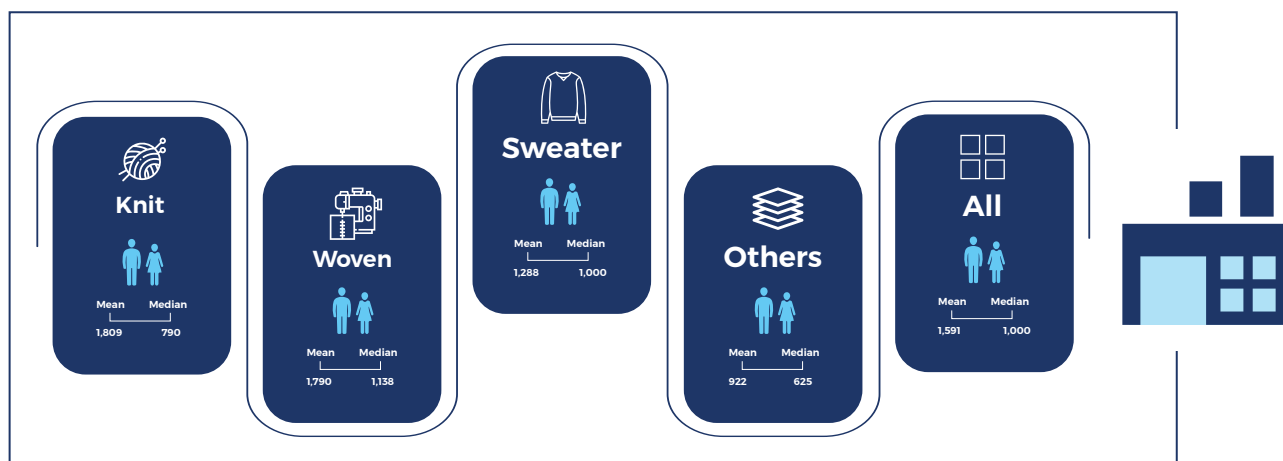 Knit
Mean Median
1,809 790
Woven
Mean Median
1,790 1,138
Sweater
Mean Median
1,288 1,000
Others
Mean Median
922 625
All
Mean Median
1,591 1,000